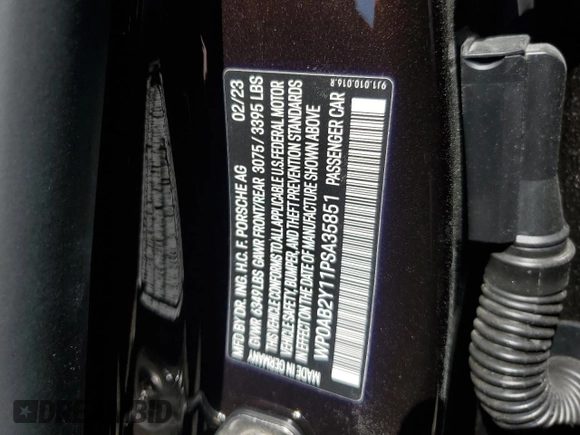 MFD BY DR. ING. H.C. F. PORSCHE AG 02/23
GVWR 6349 LBS GAWR FRONT/REAR 3075 / 3395 LBS
THIS VEHICLE CONFORMS TO ALL APPLICABLE U.S. FEDERAL MOTOR
VEHICLE SAFETY, BUMPER, AND THEFT PREVENTION STANDARDS
IN EFFECT ON THE DATE OF MANUFACTURE SHOWN ABOVE
WP0AB2Y11PSA35851 PASSENGER CAR
MADE IN GERMANY
9J1.010.016.R
DREAMBID